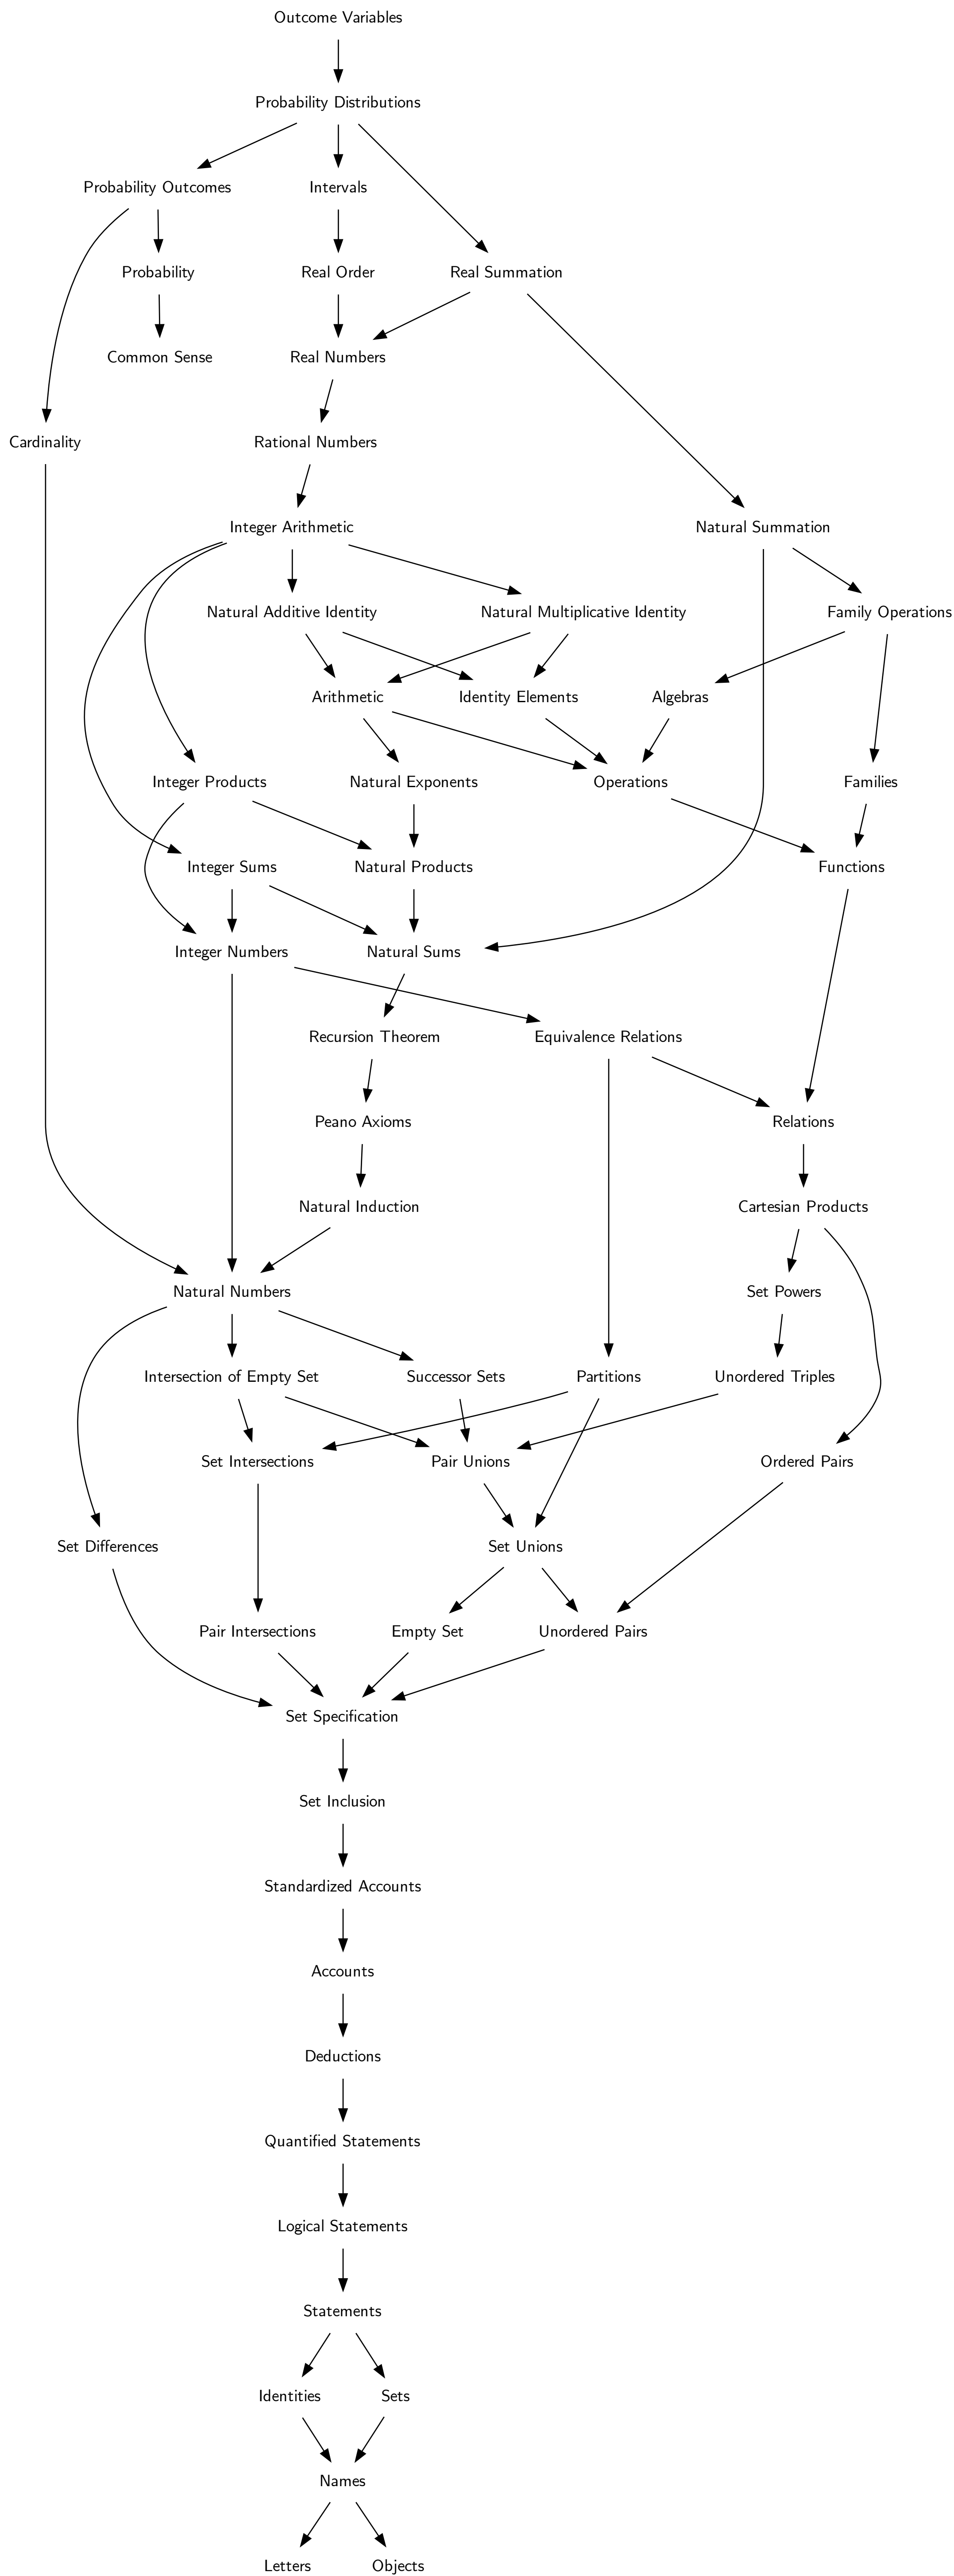 Outcome Variables
Probability Distributions
Probability Outcomes
Intervals
Probability
Real Order
Real Summation
Common Sense
Real Numbers
Cardinality
Rational Numbers
Integer Arithmetic
Natural Summation
Natural Additive Identity
Natural Multiplicative Identity
Family Operations
Arithmetic
Identity Elements
Algebras
Integer Products
Natural Exponents
Operations
Families
Integer Sums
Natural Products
Functions
Integer Numbers
Natural Sums
Recursion Theorem
Equivalence Relations
Peano Axioms
Relations
Natural Induction
Cartesian Products
Natural Numbers
Set Powers
Intersection of Empty Set
Successor Sets
Partitions
Unordered Triples
Set Intersections
Pair Unions
Ordered Pairs
Set Differences
Set Unions
Pair Intersections
Empty Set
Unordered Pairs
Set Specification
Set Inclusion
Standardized Accounts
Accounts
Deductions
Quantified Statements
Logical Statements
Statements
Identities
Sets
Names
Letters
Objects